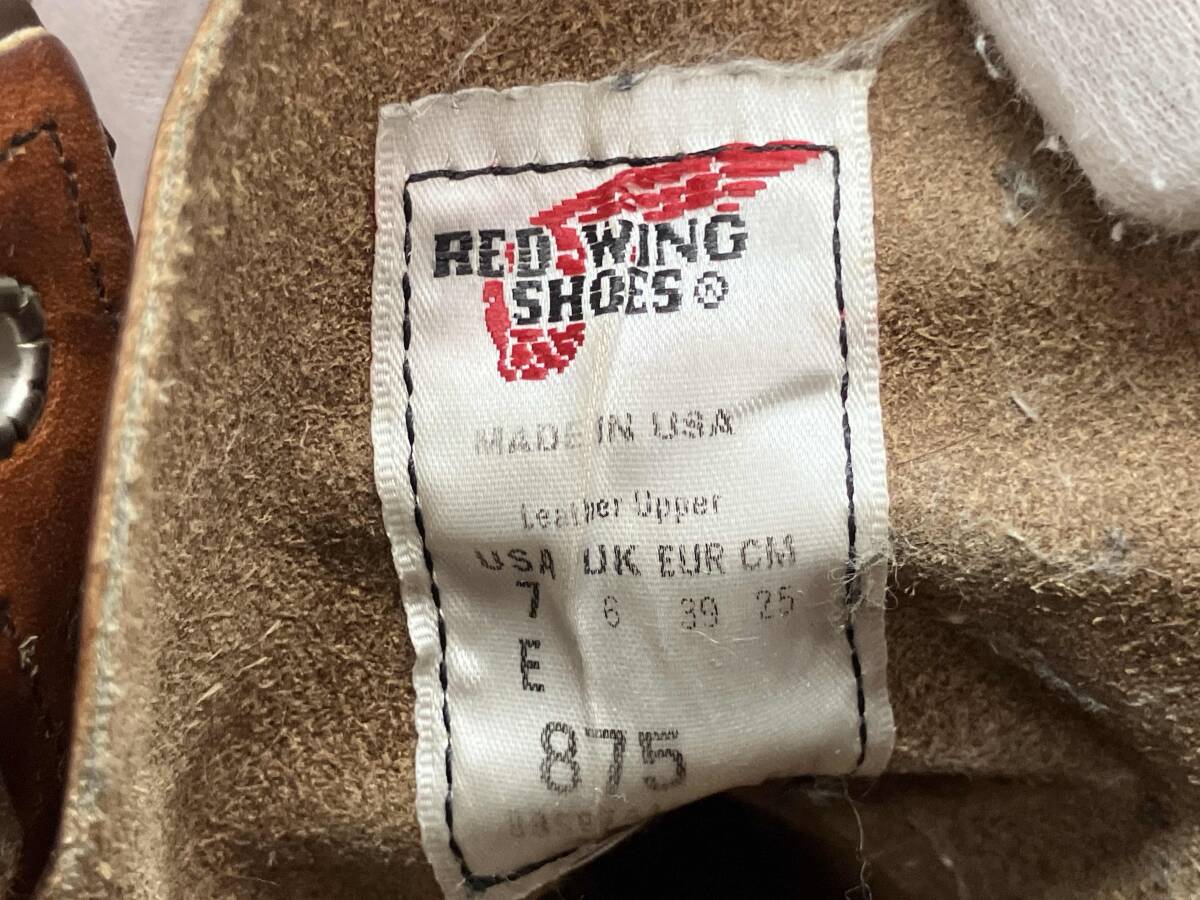 RED WING
SHOES®
MADE IN USA
Leather Upper
USA UK EUR CM
7 6 39 25
E
875